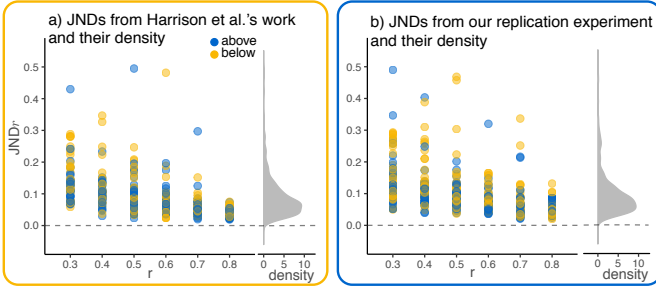 a) JNDs from Harrison et al.'s work
and their density
above
below
JNDr
0.5
0.4
0.3
0.2
0.1
0.0
0.3 0.4 0.5 0.6 0.7 0.8
r
0 5 10
density
b) JNDs from our replication experiment
and their density
0.5
0.4
0.3
0.2
0.1
0.0
0.3 0.4 0.5 0.6 0.7 0.8
r
0 5 10
density